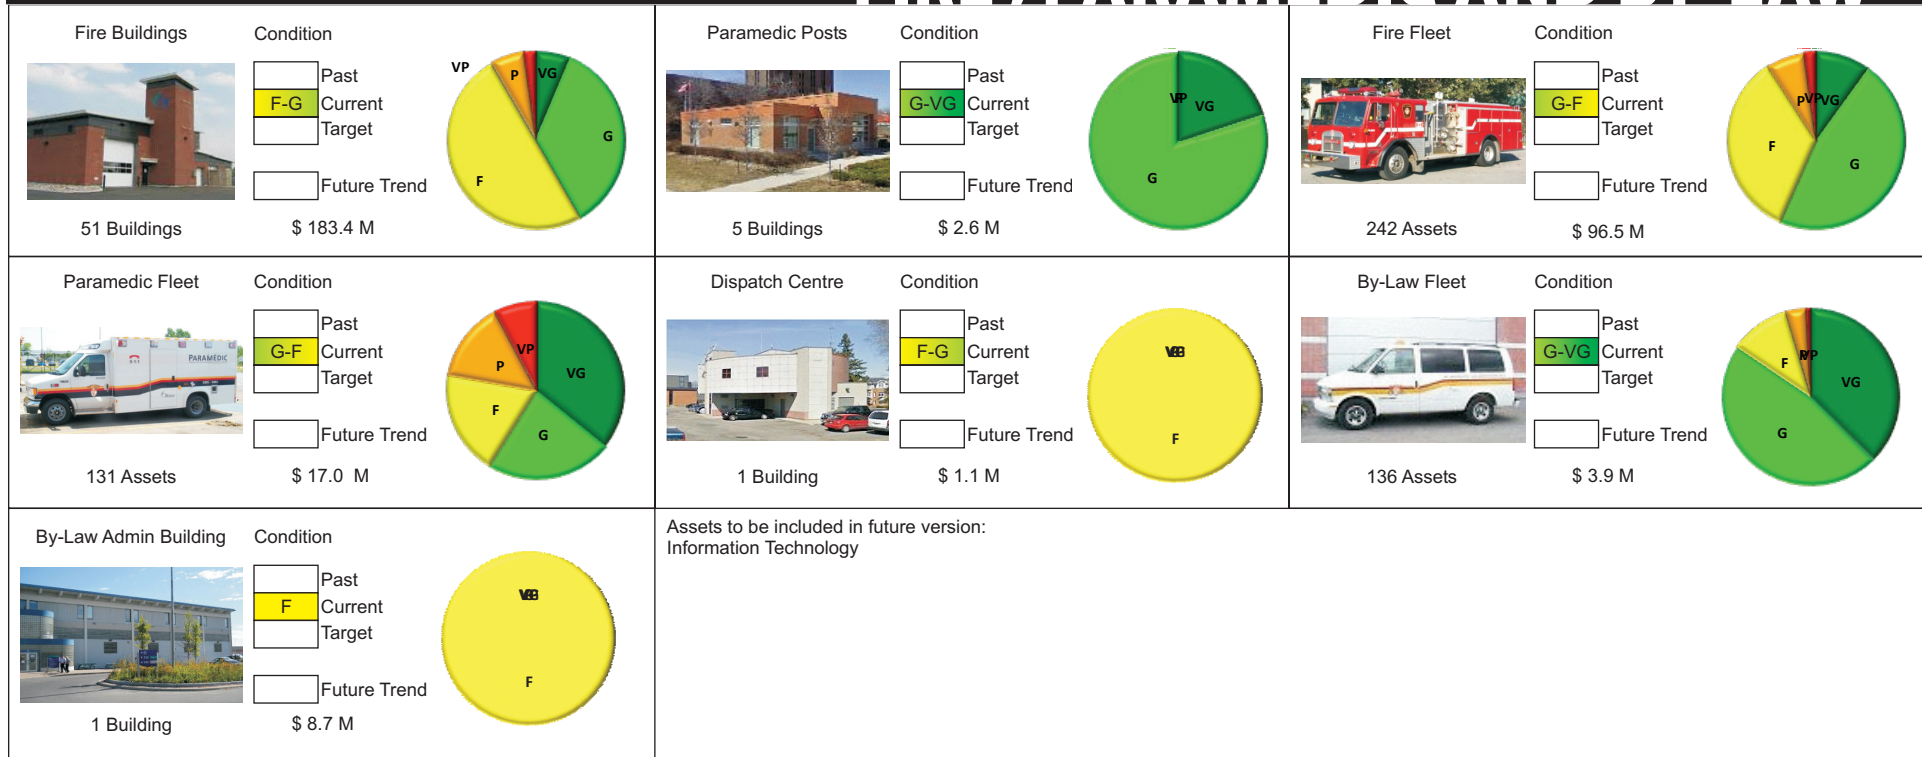 Fire Buildings
Condition
Past
F-G Current
Target
Future Trend
51 Buildings
$ 183.4 M
VP
P
VG
G
F
Paramedic Posts
Condition
Past
G-VG Current
Target
Future Trend
5 Buildings
$ 2.6 M
VG
G
Fire Fleet
Condition
Past
G-F Current
Target
Future Trend
242 Assets
$ 96.5 M
P
VP
VG
F
G
Paramedic Fleet
Condition
Past
G-F Current
Target
Future Trend
131 Assets
$ 17.0 M
VP
P
VG
F
G
PARAMEDIC
Dispatch Centre
Condition
Past
F-G Current
Target
Future Trend
1 Building
$ 1.1 M
F
By-Law Fleet
Condition
Past
G-VG Current
Target
Future Trend
136 Assets
$ 3.9 M
F
VP
VG
G
By-Law Admin Building
Condition
Past
F Current
Target
Future Trend
1 Building
$ 8.7 M
F
Assets to be included in future version:
Information Technology